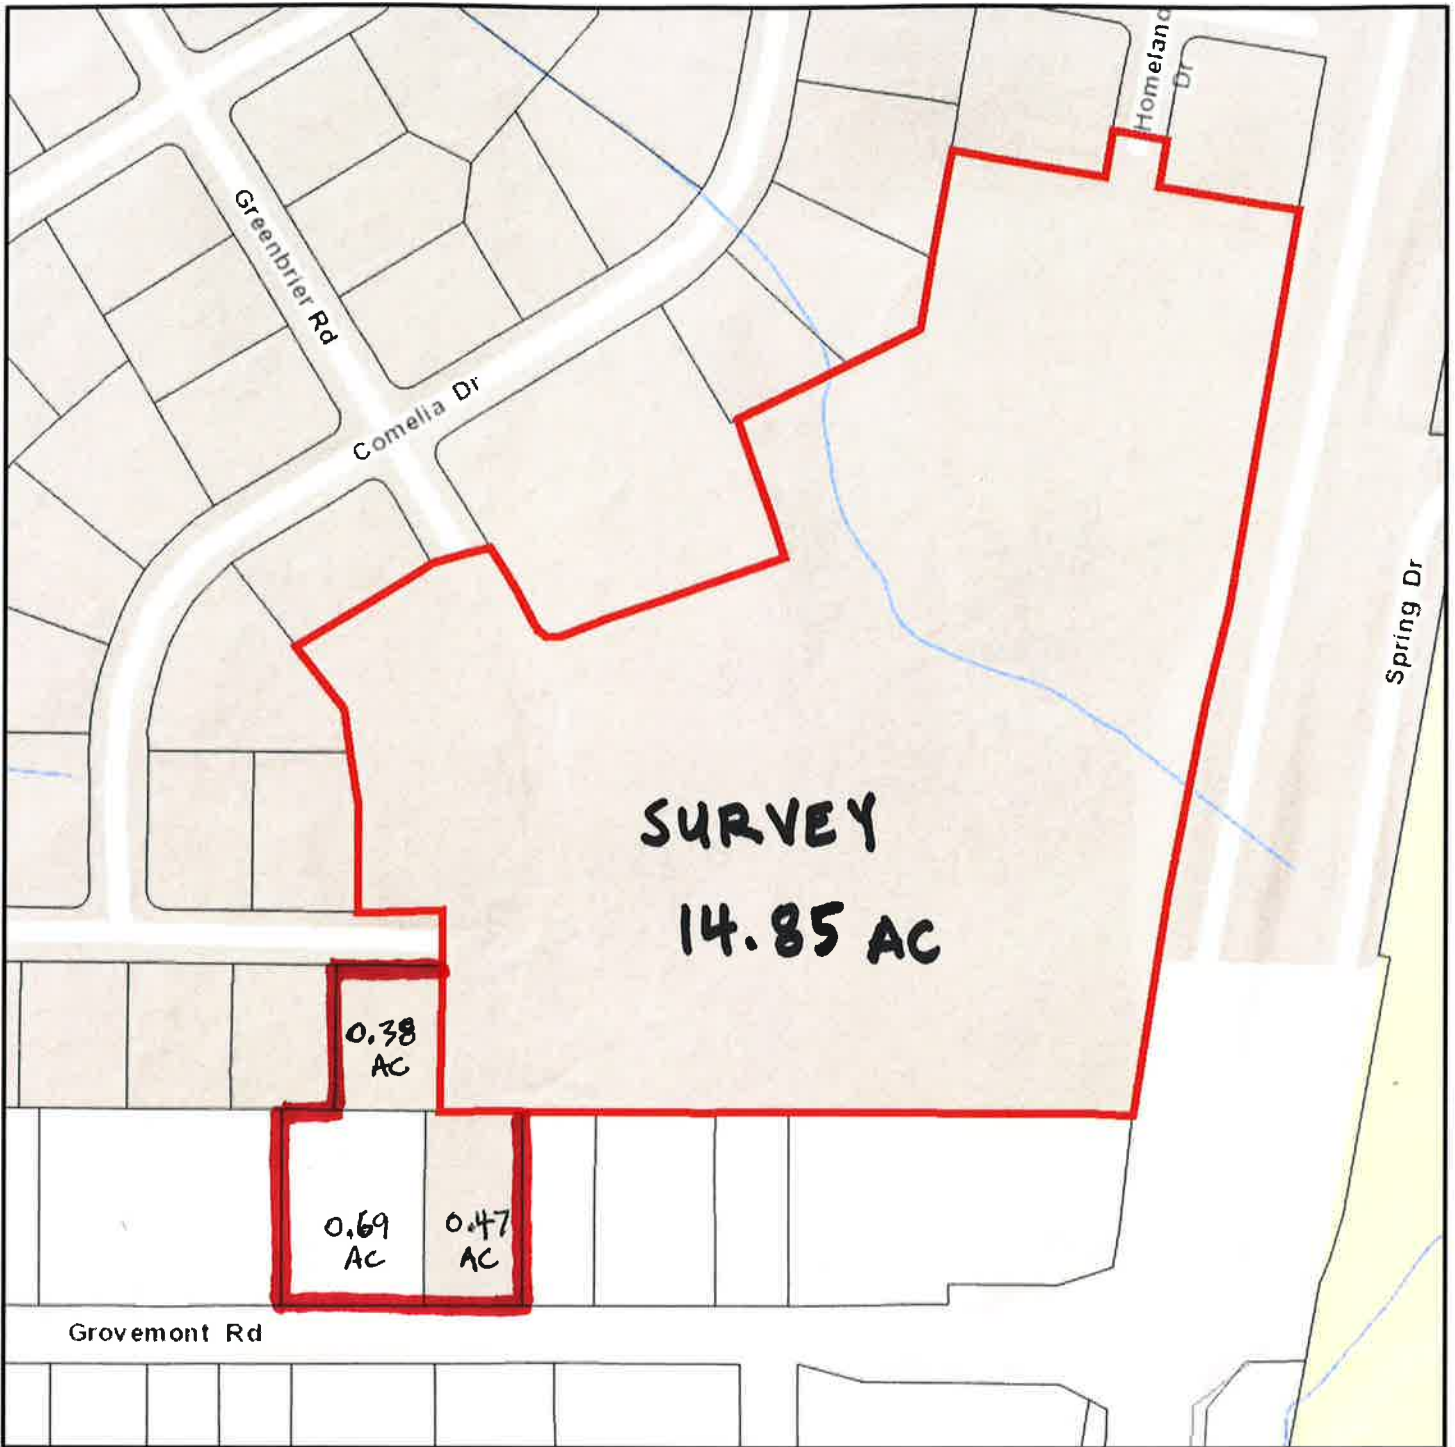 Homeland
Dr
Greenbrier Rd
Comelia Dr
Spring Dr
SURVEY
14.85 AC
0.38
AC
0.69
AC
0.47
AC
Grovemont Rd